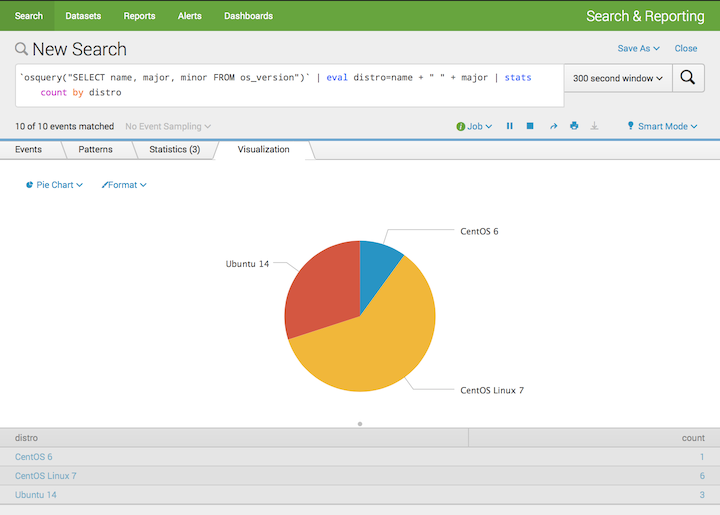 Search Datasets Reports Alerts Dashboards Search & Reporting
New Search Save As Close
`osquery("SELECT name, major, minor FROM os_version")` | eval distro=name + " " + major | stats
count by distro
300 second window
10 of 10 events matched No Event Sampling Job Smart Mode
Events Patterns Statistics (3) Visualization
Pie Chart Format
CentOS 6
Ubuntu 14
CentOS Linux 7
distro count
CentOS 6 1
CentOS Linux 7 6
Ubuntu 14 3